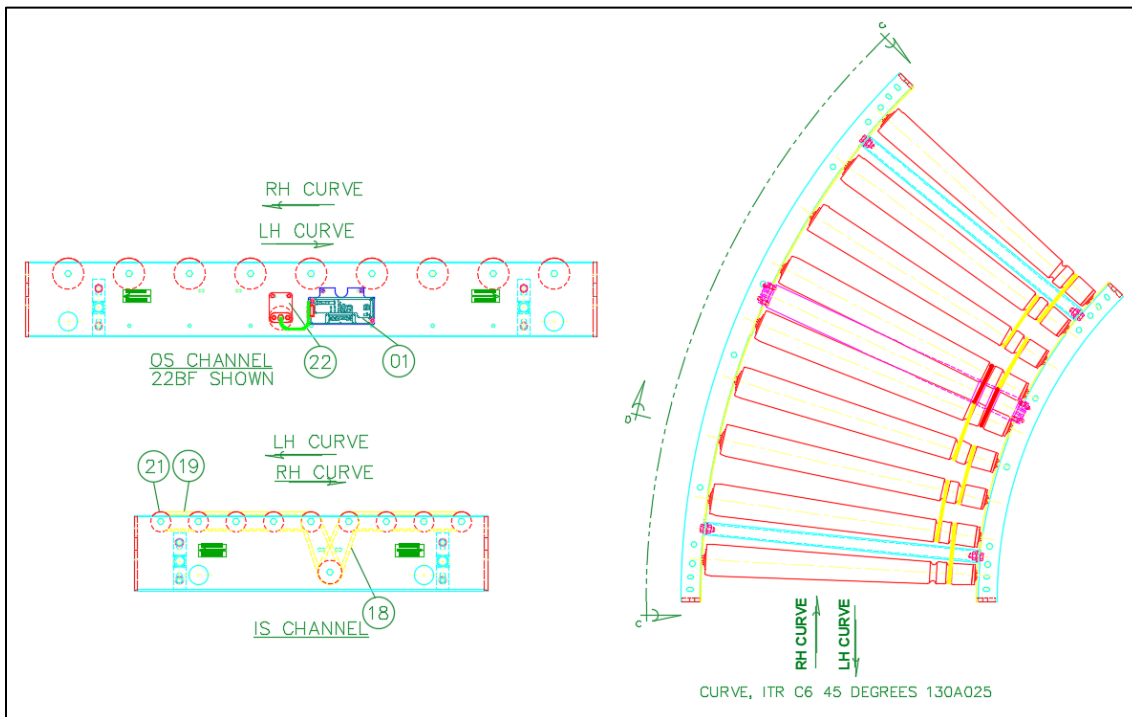 RH CURVE
LH CURVE
OS CHANNEL
22BF SHOWN
22
01
LH CURVE
RH CURVE
21
19
18
IS CHANNEL
C
D
C
RH CURVE
LH CURVE
CURVE, ITR C6 45 DEGREES 130A025